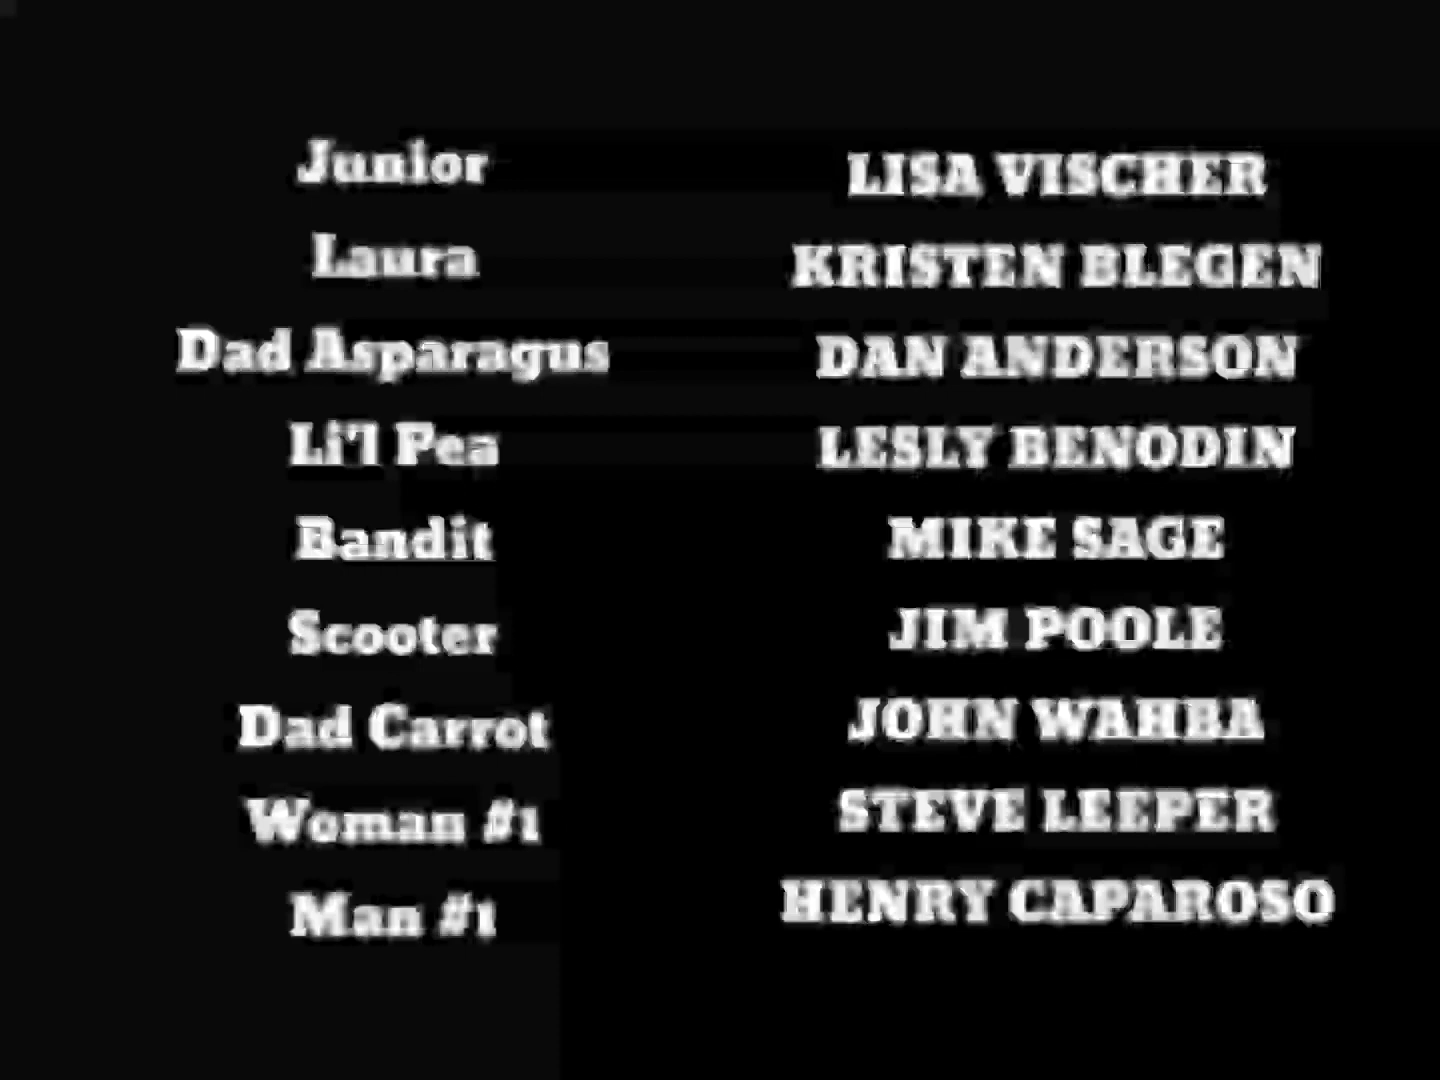 Junior LISA VISCHER
Laura KRISTEN BLEGEN
Dad Asparagus DAN ANDERSON
Li'l Pea LESLY BENODIN
Bandit MIKE SAGE
Scooter JIM POOLE
Dad Carrot JOHN WAHBA
Woman #1 STEVE LEEPER
Man #1 HENRY CAPAROSO